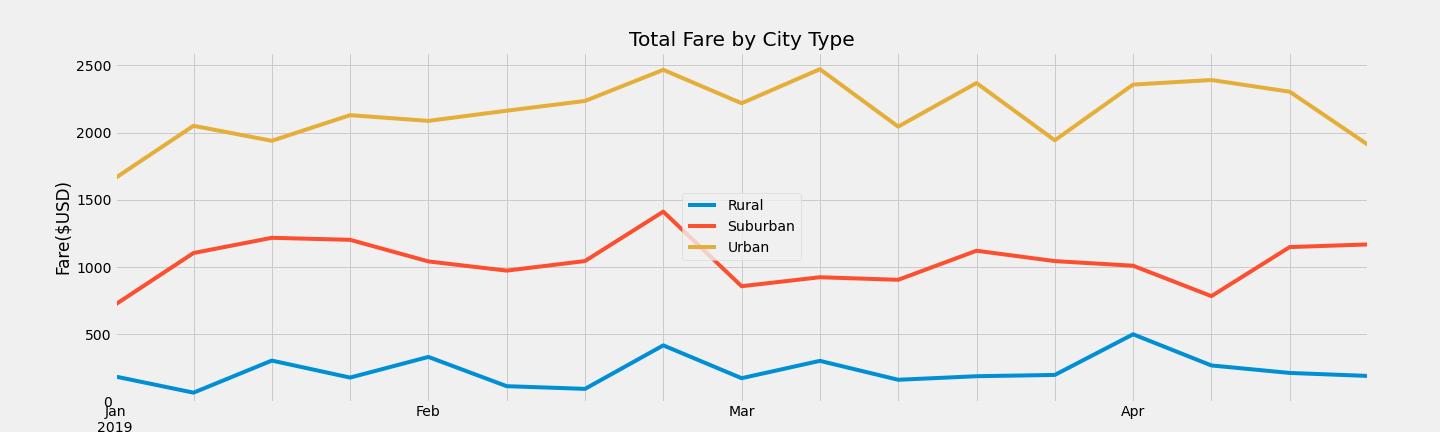 Total Fare by City Type
Fare($USD)
2500
2000
1500
1000
500
0
Rural
Suburban
Urban
Jan Feb Mar Apr
2019